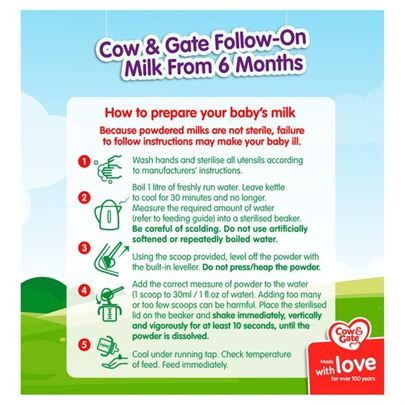 Cow & Gate Follow-On
Milk From 6 Months
How to prepare your baby's milk
Because powdered milks are not sterile, failure
to follow instructions may make your baby ill.
1
Wash hands and sterilise all utensils according
to manufacturers' instructions.
2
Boil 1 litre of freshly run water. Leave kettle
to cool for 30 minutes and no longer.
Measure the required amount of water
(refer to feeding guide) into a sterilised beaker.
Be careful of scalding. Do not use artificially
softened or repeatedly boiled water.
3
Using the scoop provided, level off the powder with
the built-in leveller. Do not press/heap the powder.
4
Add the correct measure of powder to the water
(1 scoop to 30ml / 1 fl.oz of water). Adding too many
or too few scoops can be harmful. Place the sterilised
lid on the beaker and shake immediately, vertically
and vigorously for at least 10 seconds, until the
powder is dissolved.
5
Cool under running tap. Check temperature
of feed. Feed immediately.
Cow &
Gate
Made
with love
for over 100 years